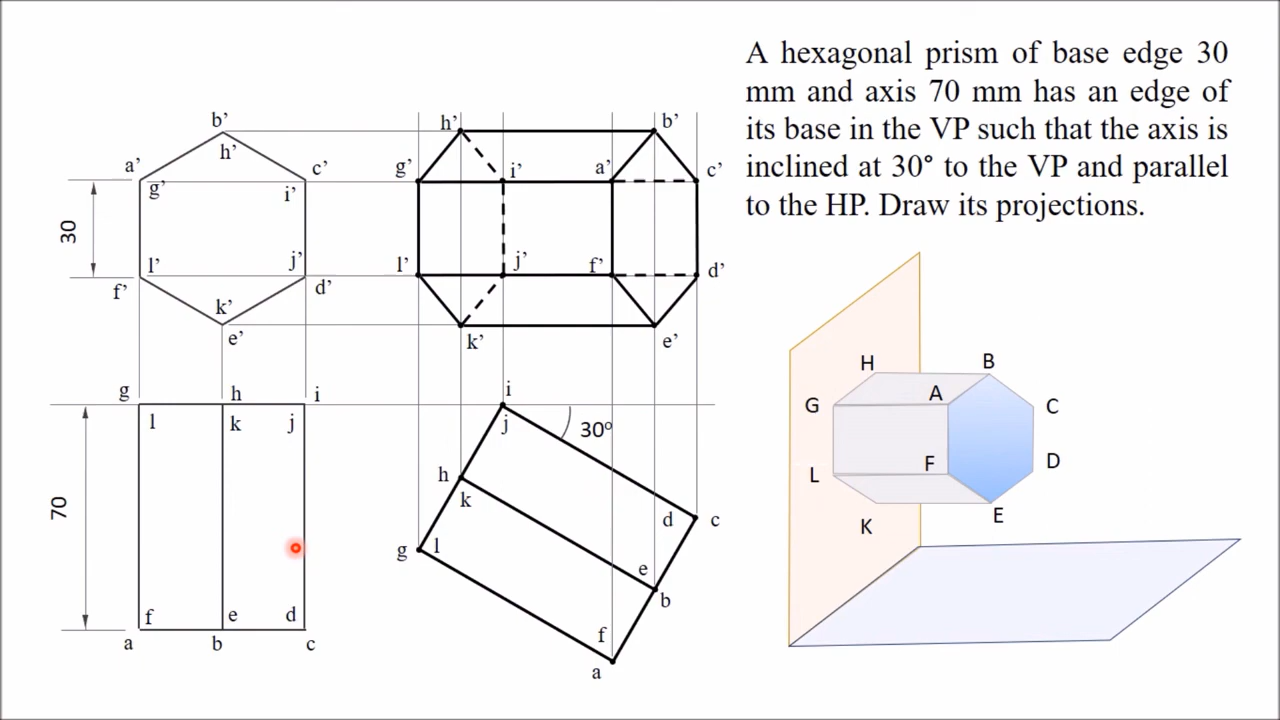 A hexagonal prism of base edge 30
mm and axis 70 mm has an edge of
its base in the VP such that the axis is
inclined at 30° to the VP and parallel
to the HP. Draw its projections.
b'
h'
a'
g'
c'
i'
30
l'
j'
f'
d'
k'
e'
h'
b'
g'
i'
a'
c'
l'
j'
f'
d'
k'
e'
g
h
i
l
k
j
70
f
e
d
a
b
c
i
j
30°
h
k
d
c
g
l
e
b
f
a
H
B
G
A
C
L
F
D
K
E